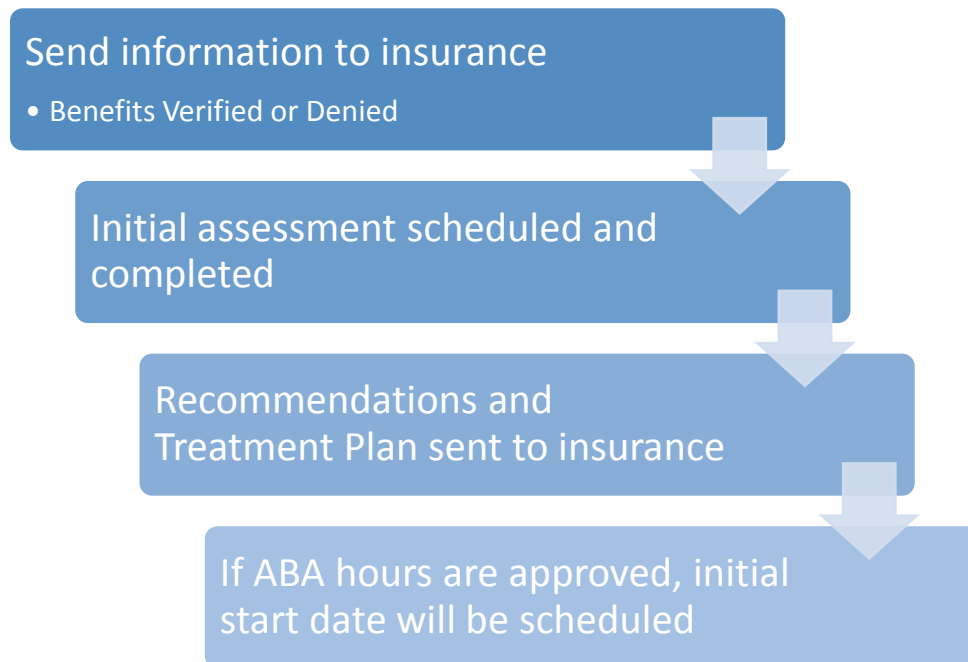 Send information to insurance
• Benefits Verified or Denied
Initial assessment scheduled and
completed
Recommendations and
Treatment Plan sent to insurance
If ABA hours are approved, initial
start date will be scheduled